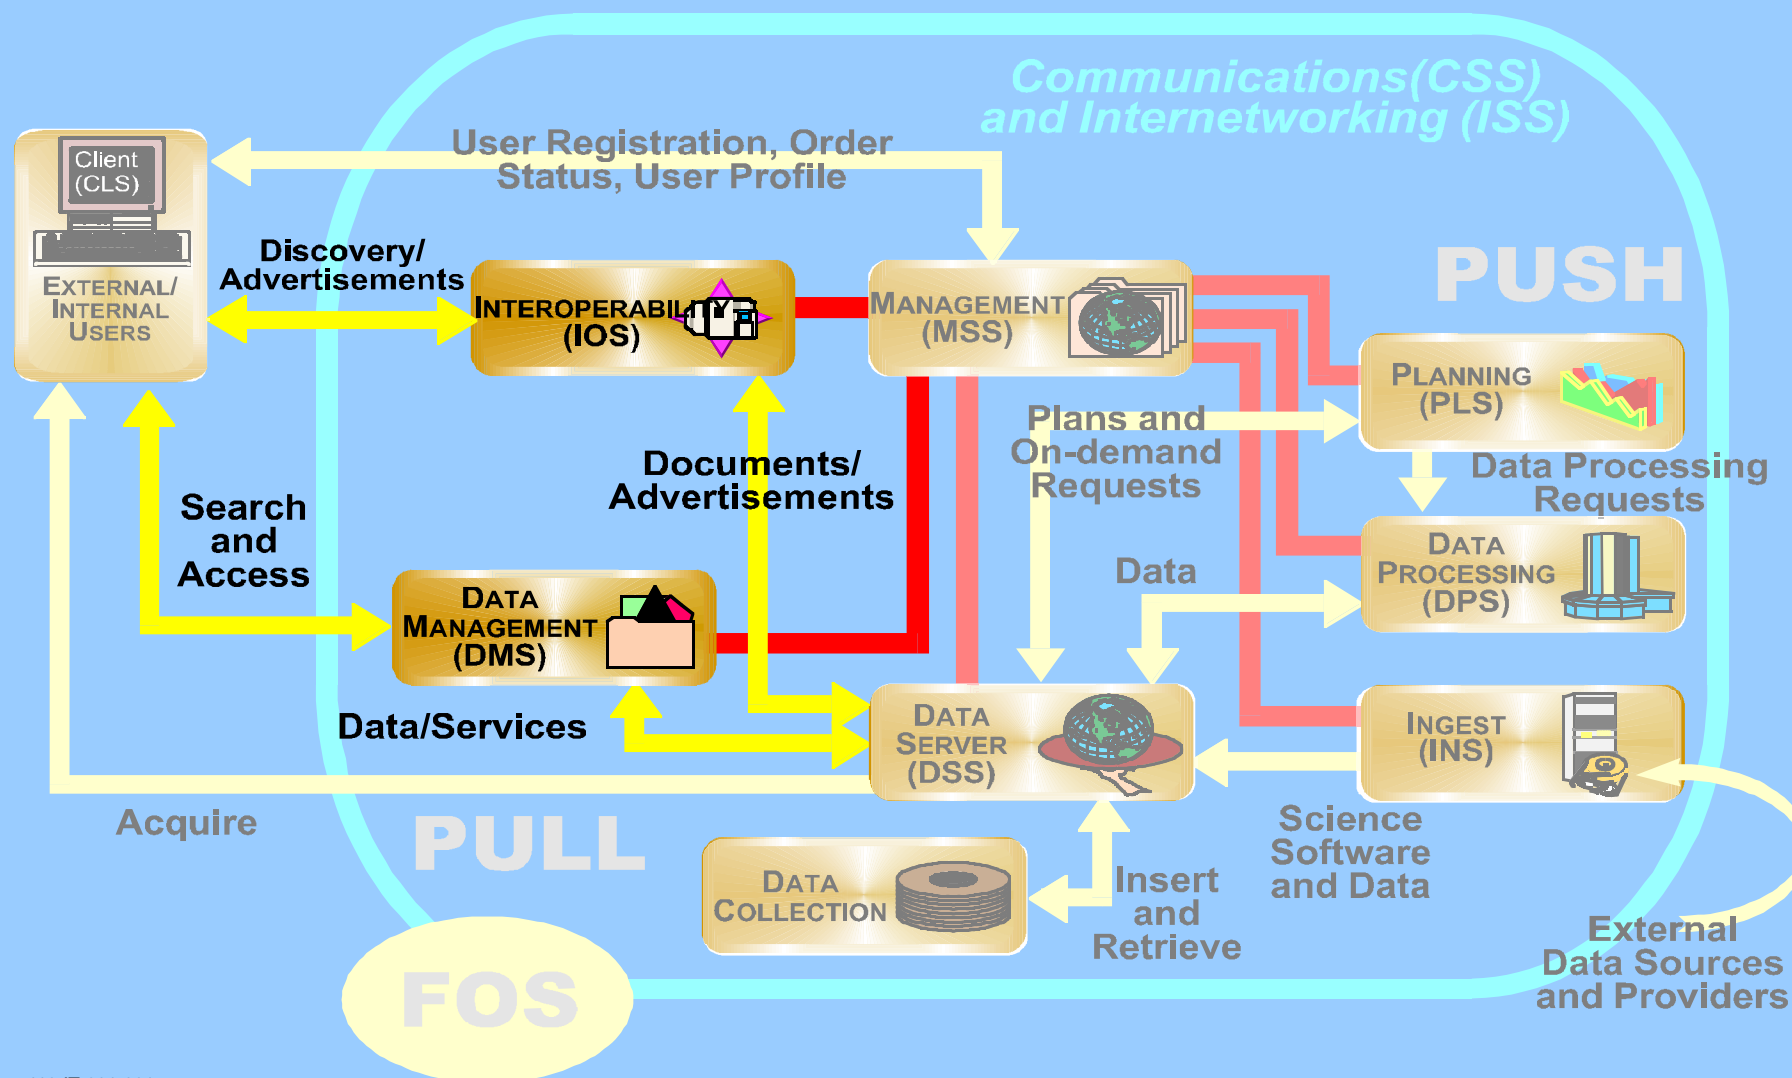 Communications(CSS)
and Internetworking (ISS)
User Registration, Order
Status, User Profile
Client
(CLS)
EXTERNAL/
INTERNAL
USERS
Discovery/
Advertisements
INTEROPERABILITY
(IOS)
MANAGEMENT
(MSS)
PUSH
PLANNING
(PLS)
Plans and
On-demand
Requests
Data Processing
Requests
Documents/
Advertisements
Search
and
Access
DATA
PROCESSING
(DPS)
Data
DATA
MANAGEMENT
(DMS)
Data/Services
DATA
SERVER
(DSS)
INGEST
(INS)
Acquire
PULL
Science
Software
and Data
DATA
COLLECTION
Insert
and
Retrieve
External
Data Sources
and Providers
FOS